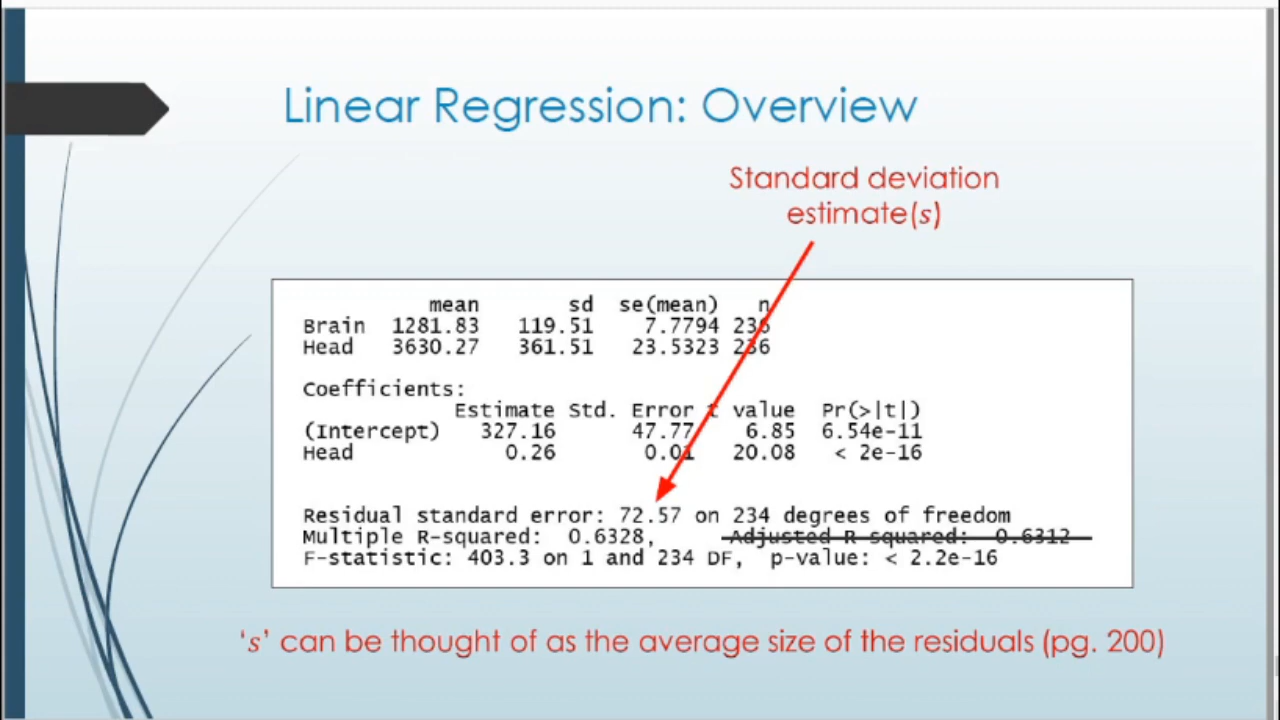 Linear Regression: Overview
Standard deviation
estimate(s)
mean sd se(mean) n
Brain 1281.83 119.51 7.7794 236
Head 3630.27 361.51 23.5323 236
Coefficients:
Estimate Std. Error t value Pr(>|t|)
(Intercept) 327.16 47.77 6.85 6.54e-11
Head 0.26 0.01 20.08 < 2e-16
Residual standard error: 72.57 on 234 degrees of freedom
Multiple R-squared: 0.6328, Adjusted R-squared: 0.6312
F-statistic: 403.3 on 1 and 234 DF, p-value: < 2.2e-16
‘s’ can be thought of as the average size of the residuals (pg. 200)